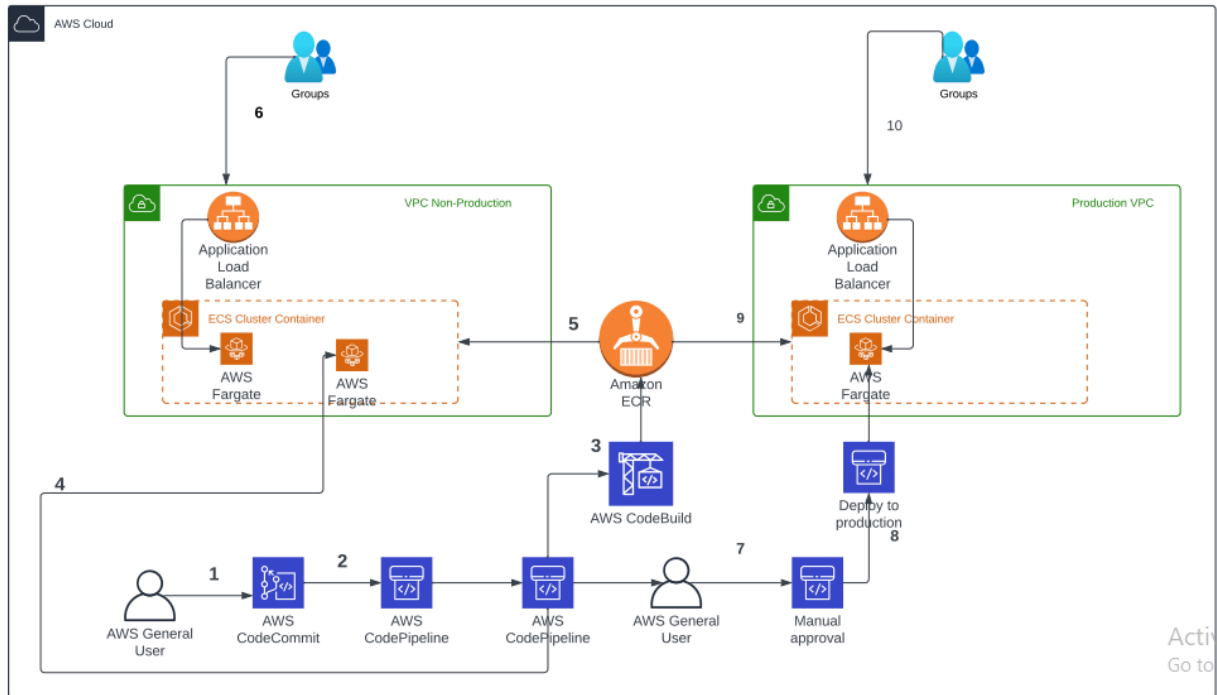 AWS Cloud
Groups
Groups
6
10
VPC Non-Production
Production VPC
Application
Load
Balancer
Application
Load
Balancer
ECS Cluster Container
5
9
ECS Cluster Container
AWS
Fargate
AWS
Fargate
Amazon
ECR
AWS
Fargate
3
4
AWS CodeBuild
Deploy to
production
8
1
2
7
AWS General
User
AWS
CodeCommit
AWS
CodePipeline
AWS
CodePipeline
AWS General
User
Manual
approval
Go to